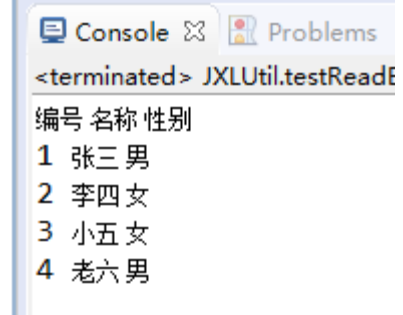 Console Problems
<terminated> JXLUtil.testReadE
编号 名称 性别
1 张三 男
2 李四 女
3 小五 女
4 老六 男